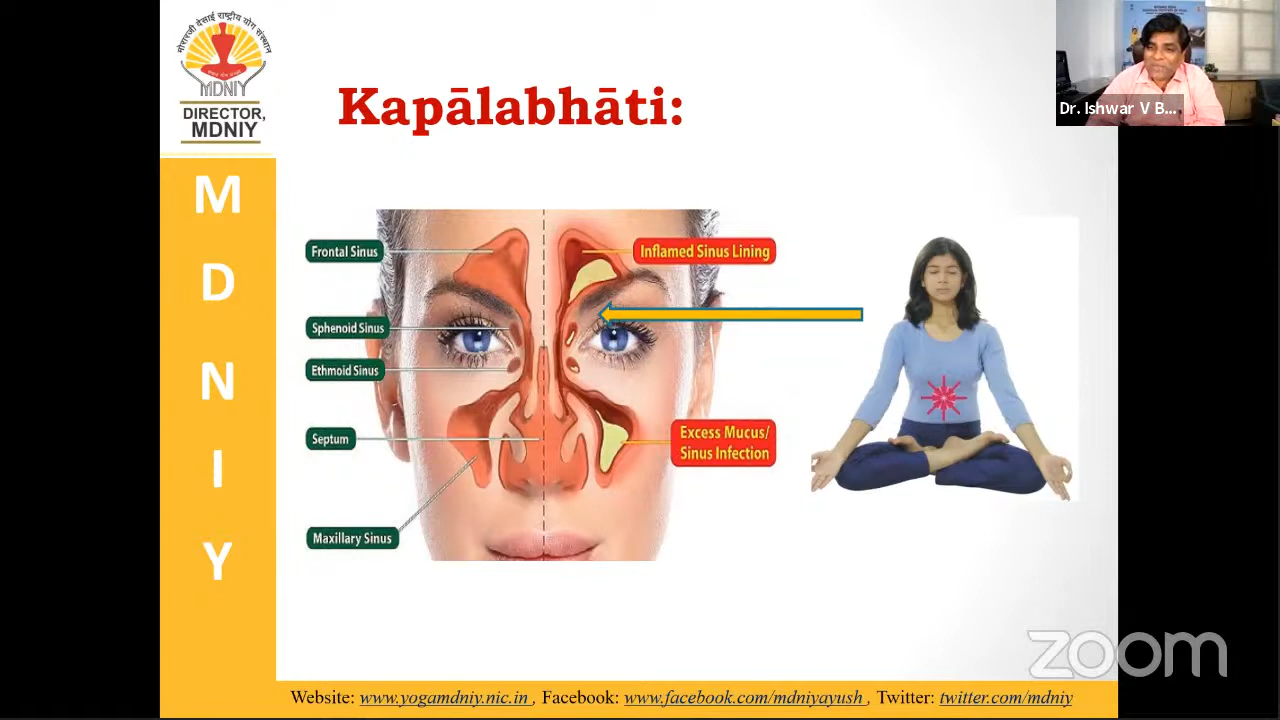 मोरारजी देसाई राष्ट्रीय योग संस्थान
MDNIY
DIRECTOR,
MDNIY
M
D
N
I
Y
Kapālabhāti:
Dr. Ishwar V B...
Frontal Sinus
Inflamed Sinus Lining
Sphenoid Sinus
Ethmoid Sinus
Septum
Excess Mucus/
Sinus Infection
Maxillary Sinus
zoom
Website: www.yogamdniy.nic.in , Facebook: www.facebook.com/mdniyayush , Twitter: twitter.com/mdniy